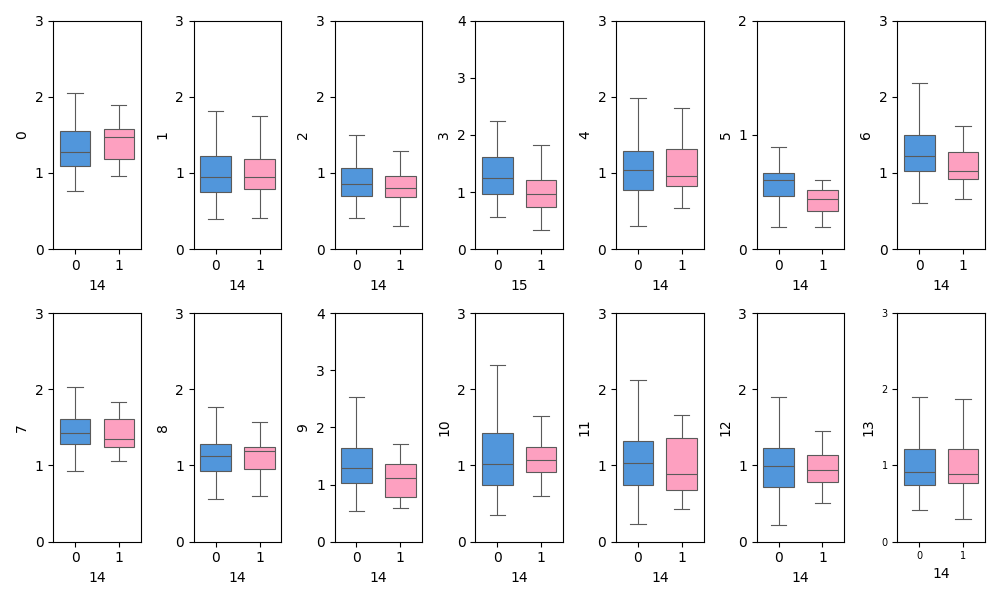 3 3 3 4 3 2 3
3
2 2 2 2 2
0 1 2 3 4 5 6
2 1
1 1 1 1 1 1
0 0 0 0 0 0 0
0 1 0 1 0 1 0 1 0 1 0 1 0 1
14 14 14 15 14 14 14
3 3 3 4 3 3 3 3
3
2 2 2 2 2 2
7 8 9 10 11 12 13
2
1 1 1 1 1 1
1
0 0 0 0 0 0 0
0 1 0 1 0 1 0 1 0 1 0 1 0 1
14 14 14 14 14 14 14